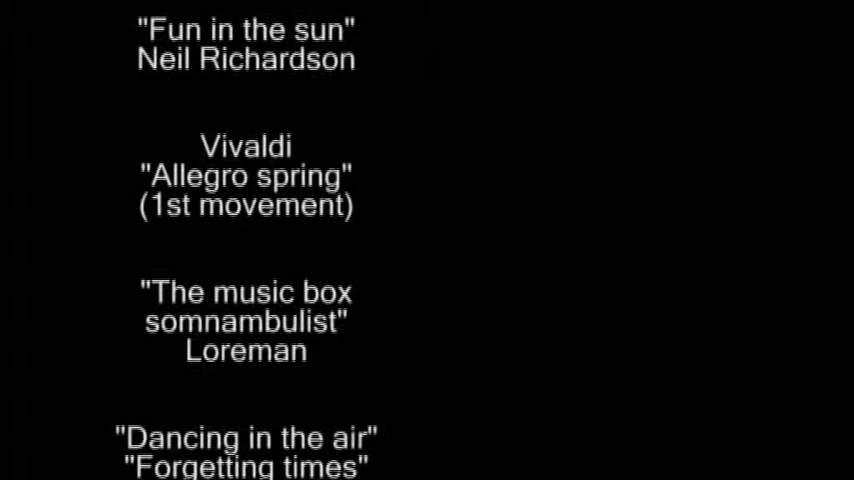 "Fun in the sun"
Neil Richardson
Vivaldi
"Allegro spring"
(1st movement)
"The music box
somnambulist"
Loreman
"Dancing in the air"
"Forgetting times"